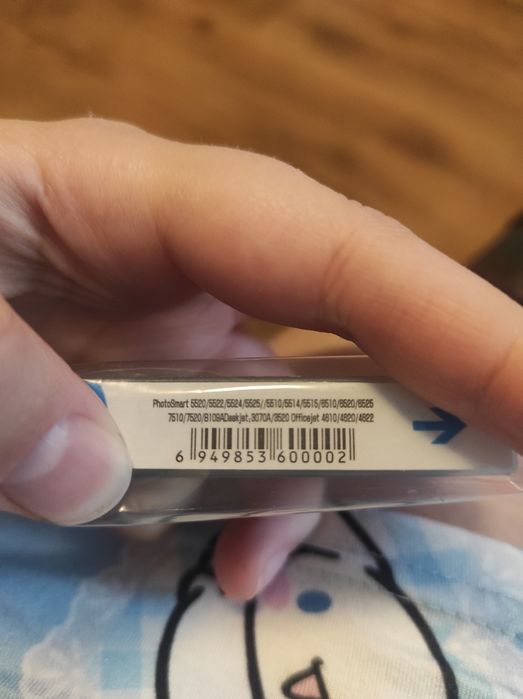 PhotoSmart 5520/5522/5524/5525//5510/5514/5515/6510/6520/6525
7510/7520/B109ADeskjet;3070A/3520 Officejet 4610/4620/4622
6 949853 600002